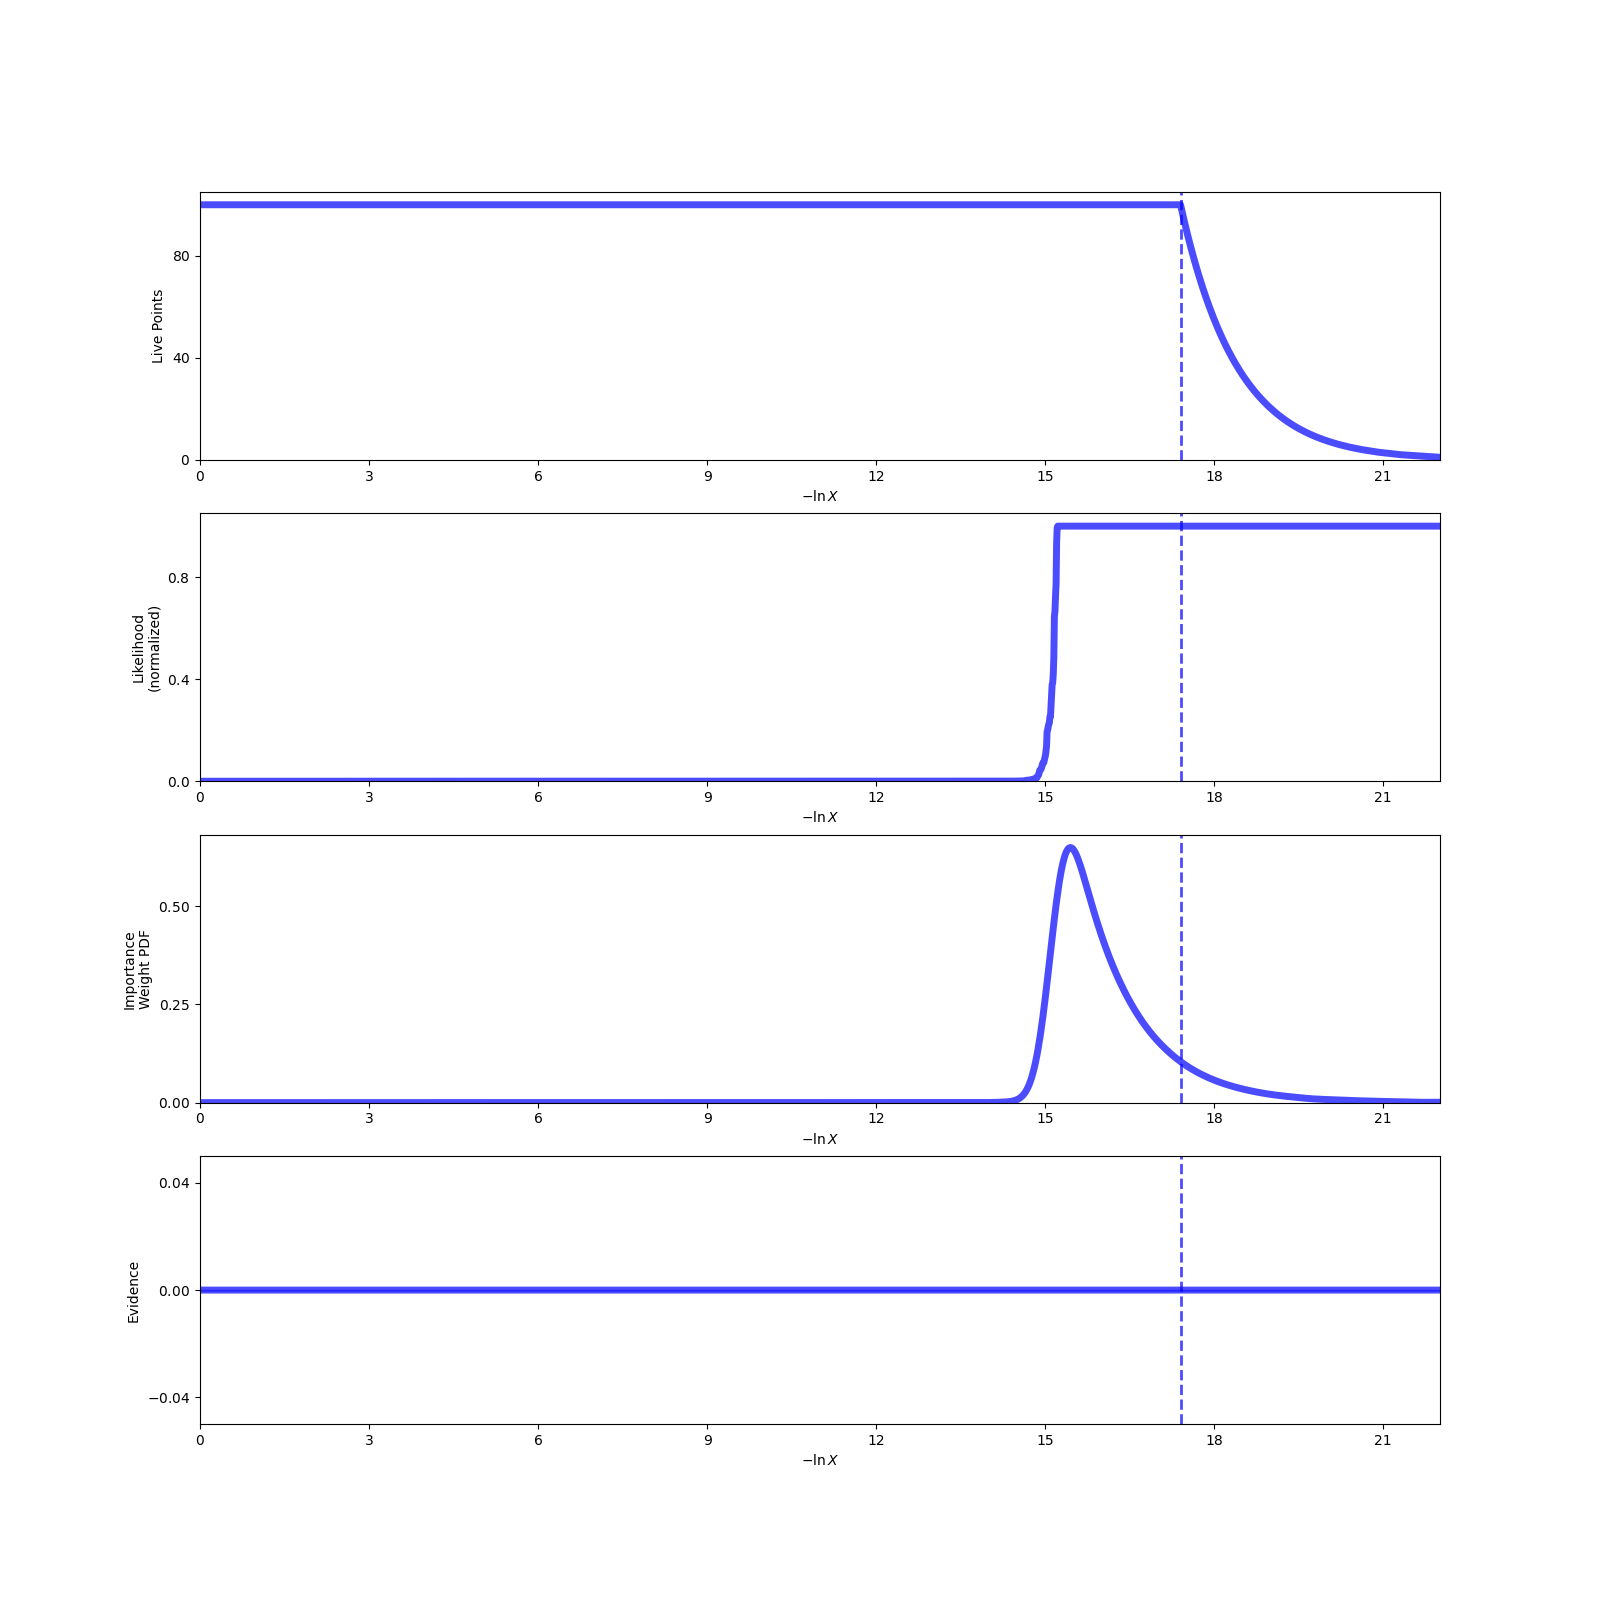 80
40
0
Live Points
0 3 6 9 12 15 18 21
−ln X
0.8
0.4
0.0
Likelihood
(normalized)
0 3 6 9 12 15 18 21
−ln X
0.50
0.25
0.00
Importance
Weight PDF
0 3 6 9 12 15 18 21
−ln X
0.04
0.00
−0.04
Evidence
0 3 6 9 12 15 18 21
−ln X